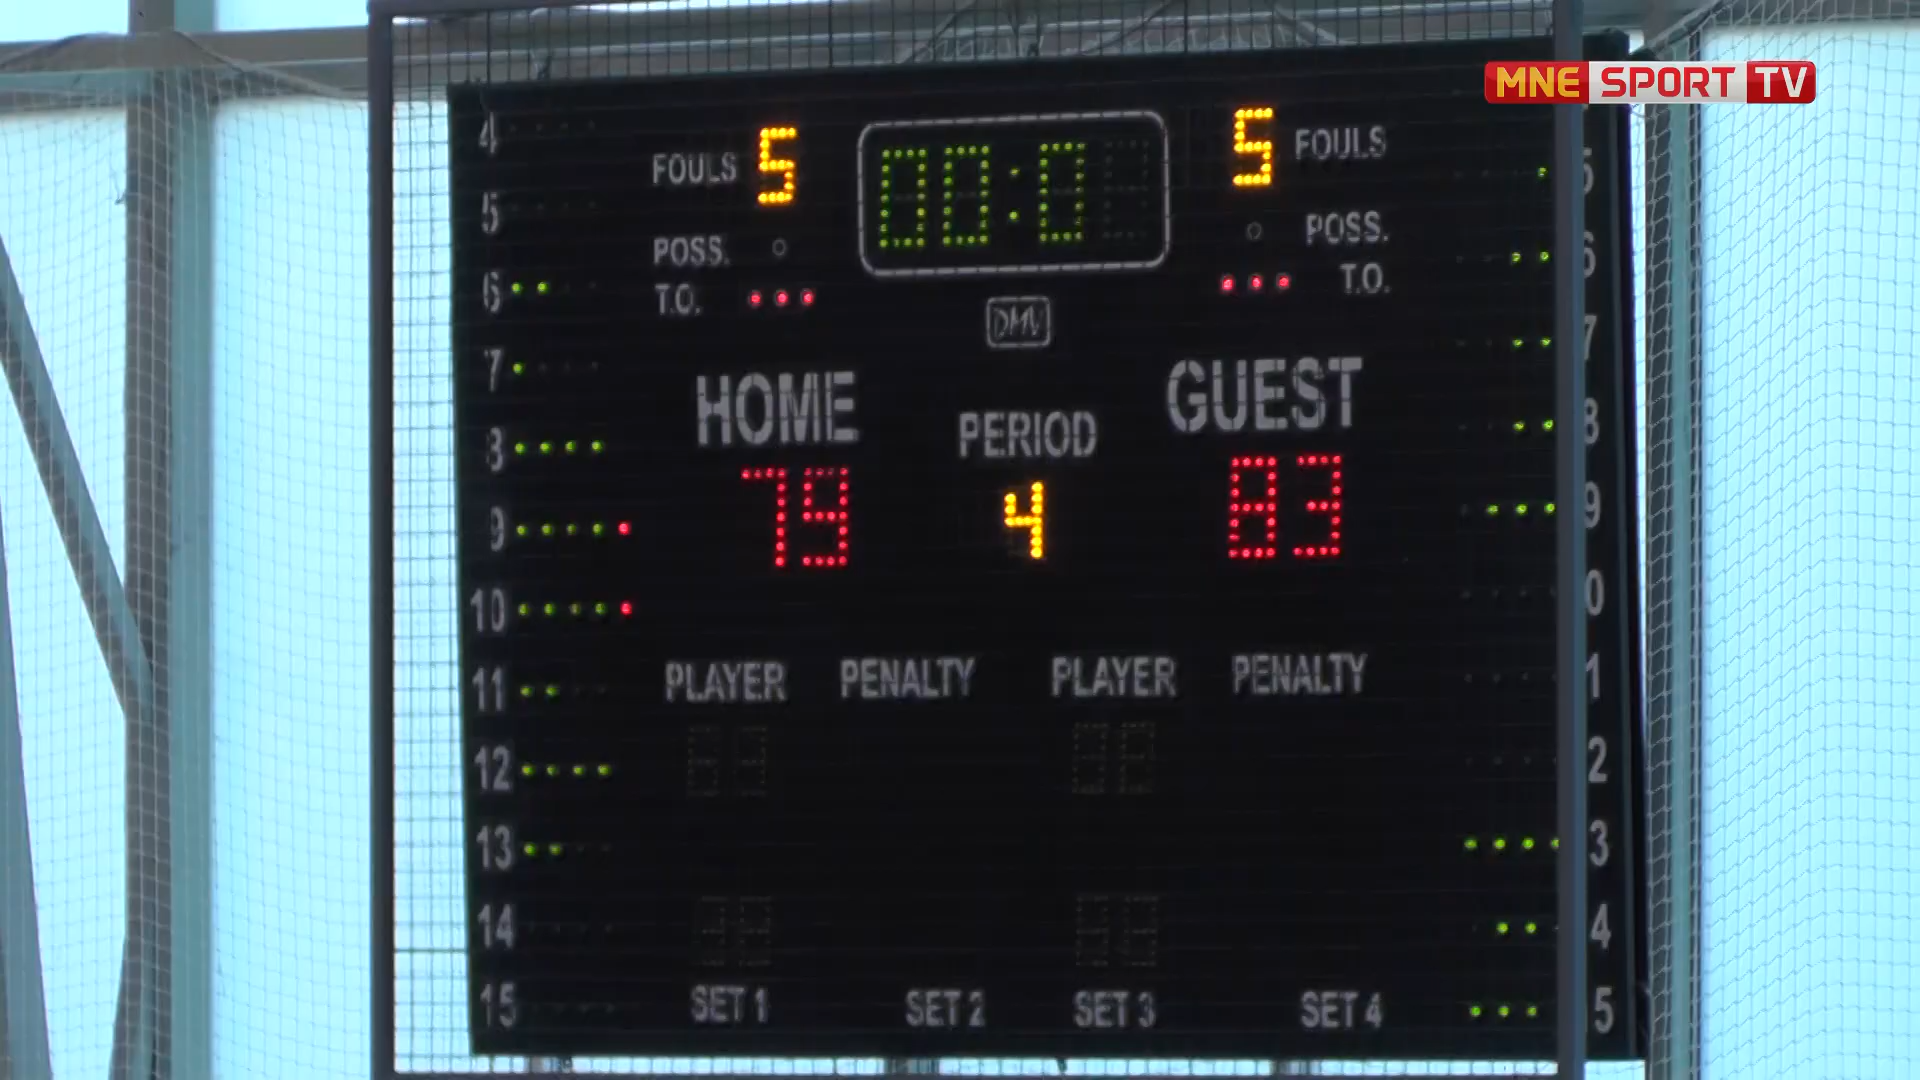 MNE SPORT TV
4
FOULS 5 00:0 5 FOULS
5 5
POSS. POSS.
6 T.O. T.O. 6
DMV
7 7
HOME PERIOD GUEST
8 8
79 4 83
9 9
10 0
11 PLAYER PENALTY PLAYER PENALTY 1
12 2
13 3
14 4
15 SET 1 SET 2 SET 3 SET 4 5